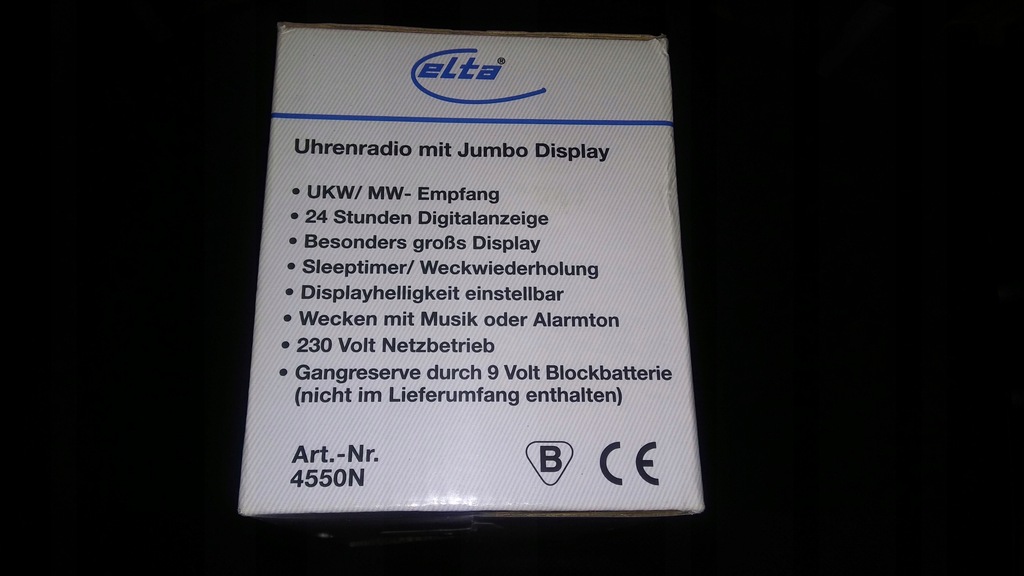 elta®
Uhrenradio mit Jumbo Display
• UKW/ MW- Empfang
• 24 Stunden Digitalanzeige
• Besonders großs Display
• Sleeptimer/ Weckwiederholung
• Displayhelligkeit einstellbar
• Wecken mit Musik oder Alarmton
• 230 Volt Netzbetrieb
• Gangreserve durch 9 Volt Blockbatterie
(nicht im Lieferumfang enthalten)
Art.-Nr.
4550N
B CE